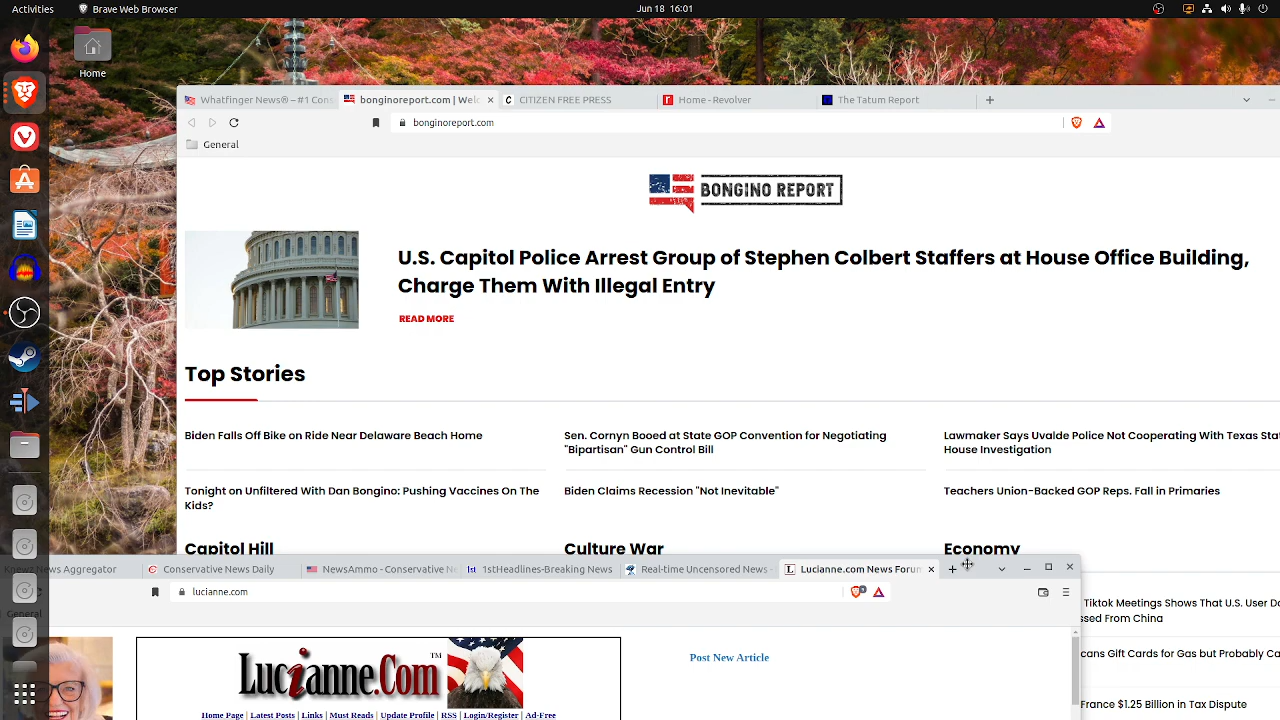 Activities
Brave Web Browser
Jun 18 16:01
Home
Whatfinger News® – #1 Cons
bonginoreport.com | Welc
CITIZEN FREE PRESS
Home - Revolver
The Tatum Report
bonginoreport.com
General
BONGINO REPORT
U.S. Capitol Police Arrest Group of Stephen Colbert Staffers at House Office Building,
Charge Them With Illegal Entry
READ MORE
Top Stories
Biden Falls Off Bike on Ride Near Delaware Beach Home
Sen. Cornyn Booed at State GOP Convention for Negotiating
"Bipartisan" Gun Control Bill
Lawmaker Says Uvalde Police Not Cooperating With Texas Stat
House Investigation
Tonight on Unfiltered With Dan Bongino: Pushing Vaccines On The
Kids?
Biden Claims Recession "Not Inevitable"
Teachers Union-Backed GOP Reps. Fall in Primaries
Capitol Hill
Culture War
Economy
Knewz News Aggregator
Conservative News Daily
NewsAmmo - Conservative Ne
1stHeadlines-Breaking News
Real-time Uncensored News -
Lucianne.com News Forum
lucianne.com
General
Tiktok Meetings Shows That U.S. User Da
ssed From China
cans Gift Cards for Gas but Probably Ca
France $1.25 Billion in Tax Dispute
Lucianne.Com™
Post New Article
Home Page | Latest Posts | Links | Must Reads | Update Profile | RSS | Login/Register | Ad-Free